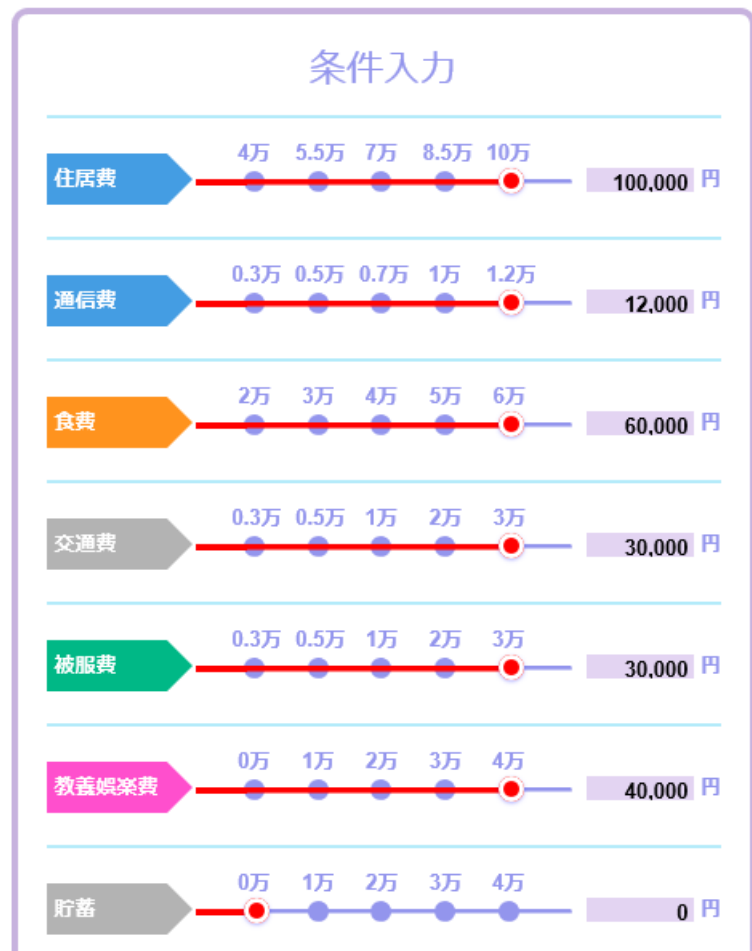 条件入力
4万 5.5万 7万 8.5万 10万
住居費 100,000 円
0.3万 0.5万 0.7万 1万 1.2万
通信費 12,000 円
2万 3万 4万 5万 6万
食費 60,000 円
0.3万 0.5万 1万 2万 3万
交通費 30,000 円
0.3万 0.5万 1万 2万 3万
被服費 30,000 円
0万 1万 2万 3万 4万
教養娯楽費 40,000 円
0万 1万 2万 3万 4万
貯蓄 0 円